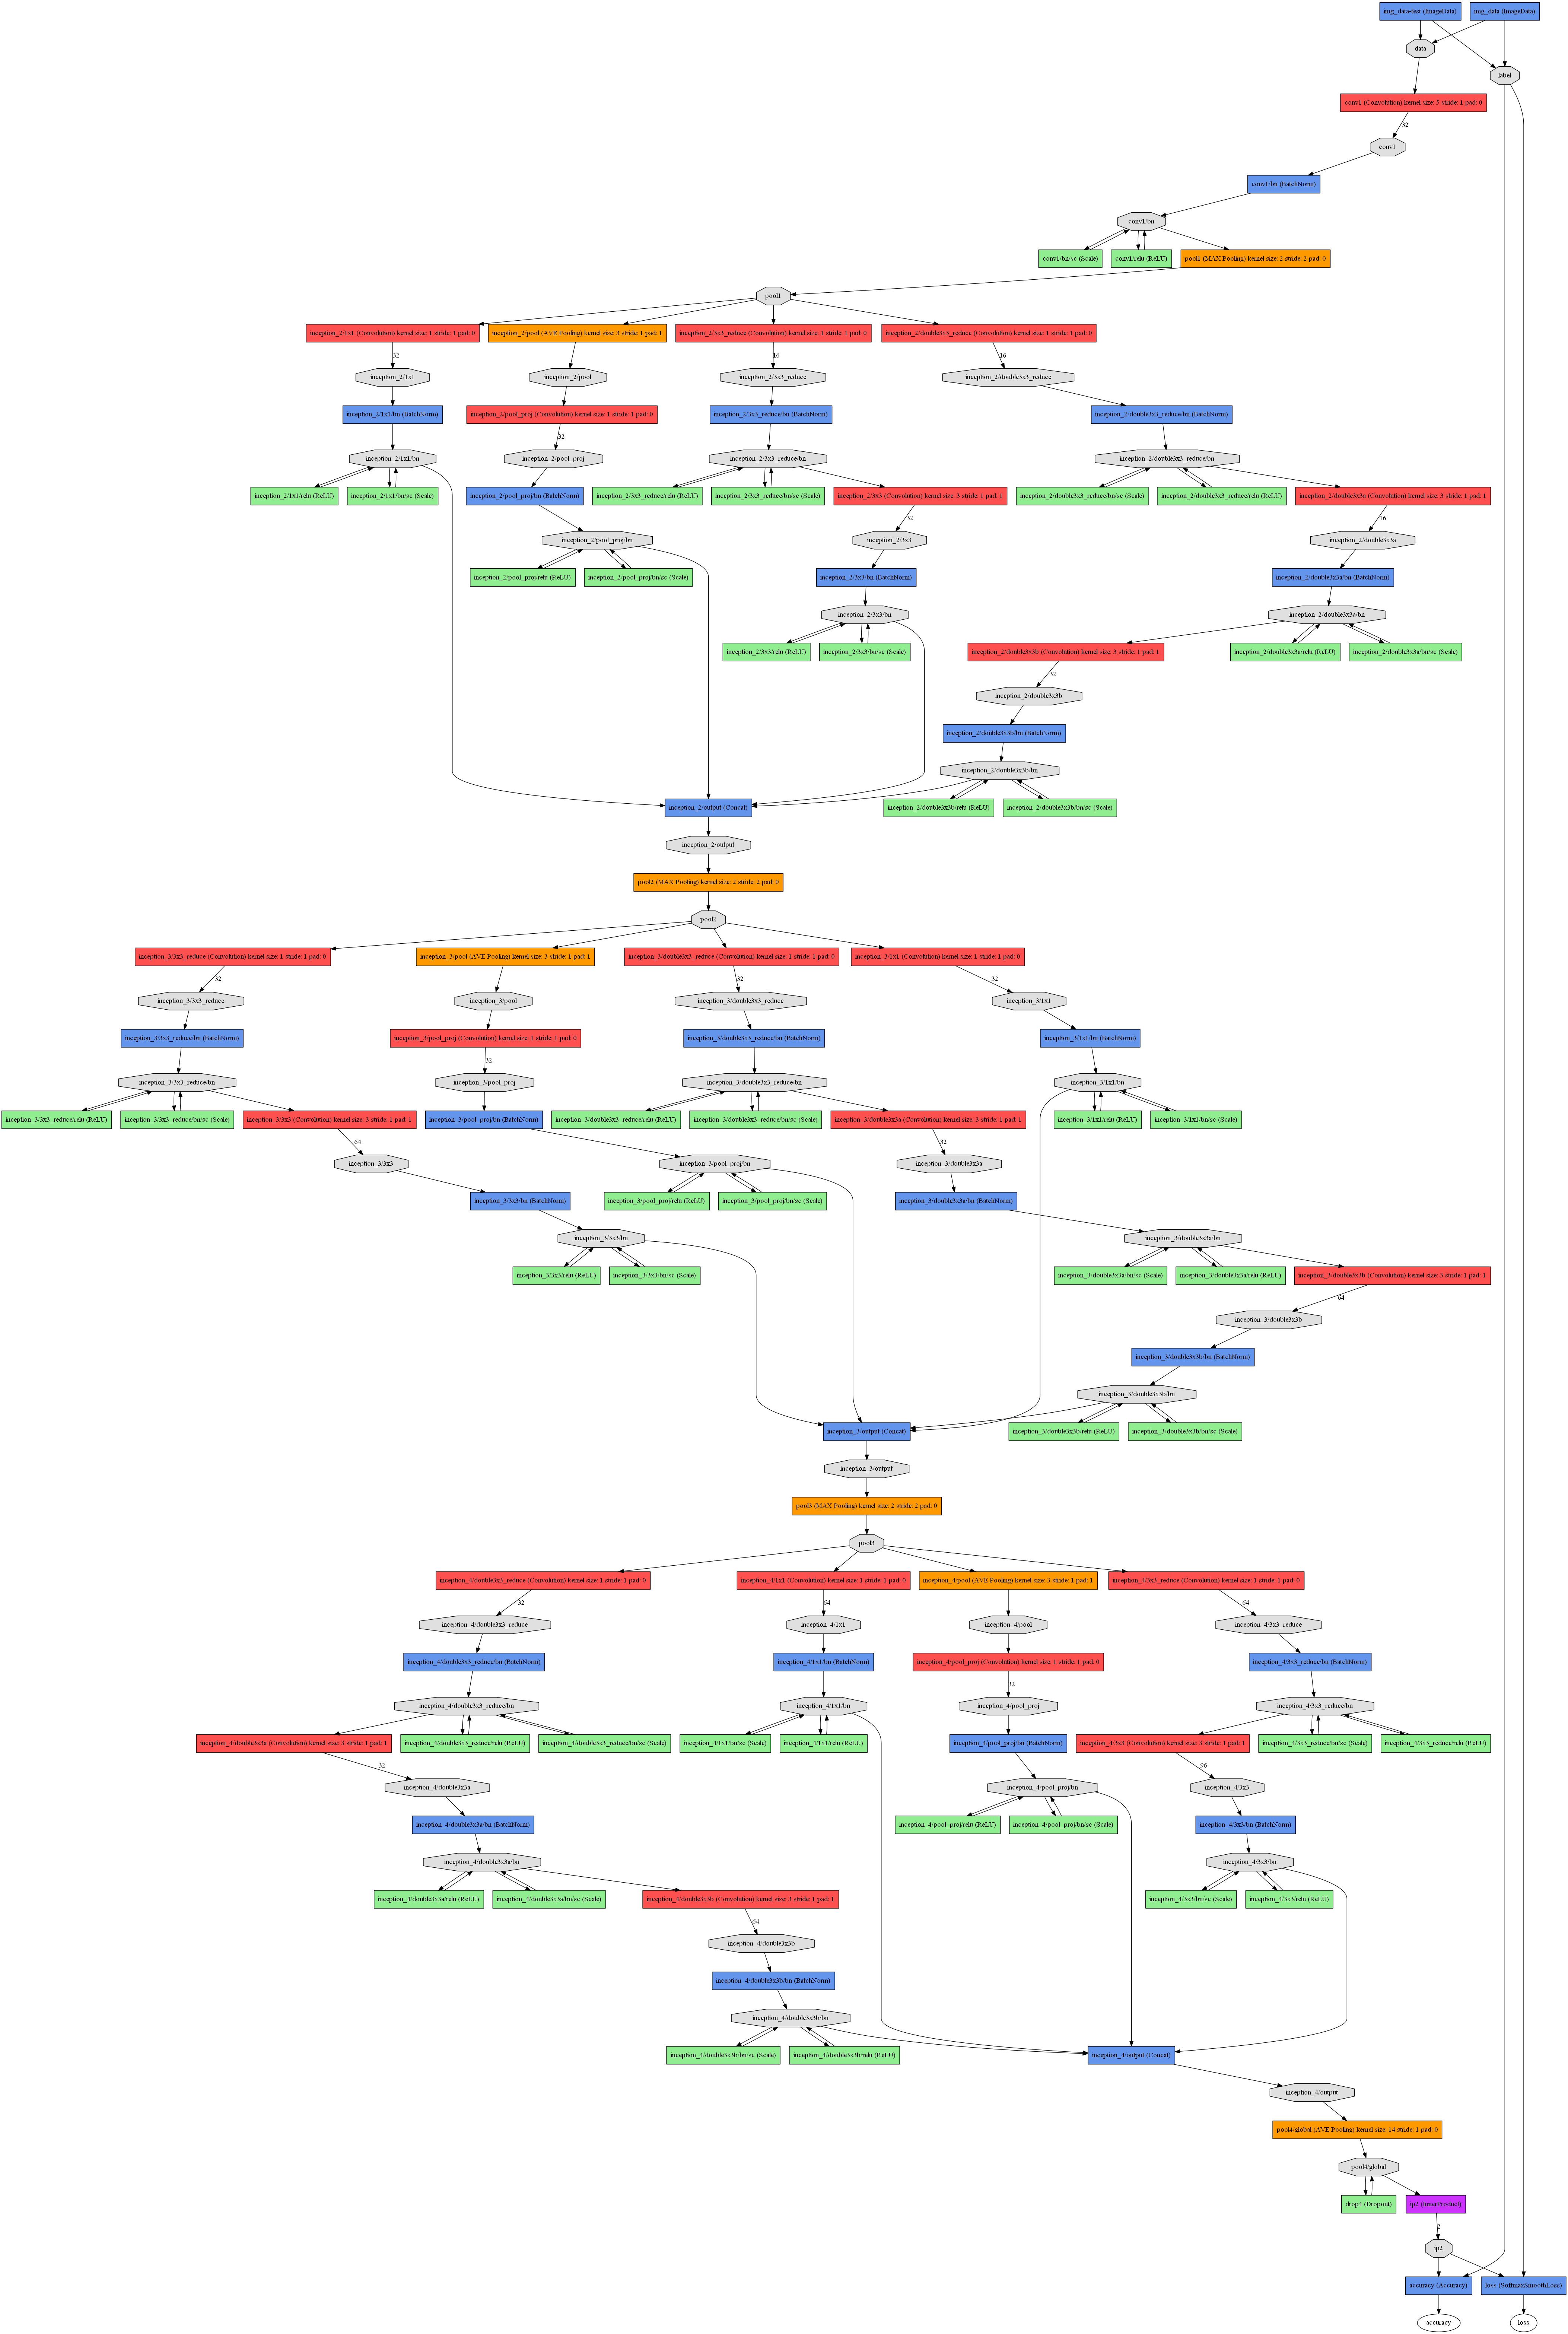 img_data-test (ImageData)
img_data (ImageData)
data
label
conv1 (Convolution) kernel size: 5 stride: 1 pad: 0
32
conv1
conv1/bn (BatchNorm)
conv1/bn
conv1/bn/sc (Scale)
conv1/relu (ReLU)
pool1 (MAX Pooling) kernel size: 2 stride: 2 pad: 0
pool1
inception_2/1x1 (Convolution) kernel size: 1 stride: 1 pad: 0
inception_2/pool (AVE Pooling) kernel size: 3 stride: 1 pad: 1
inception_2/3x3_reduce (Convolution) kernel size: 1 stride: 1 pad: 0
inception_2/double3x3_reduce (Convolution) kernel size: 1 stride: 1 pad: 0
32
16
16
inception_2/1x1
inception_2/pool
inception_2/3x3_reduce
inception_2/double3x3_reduce
inception_2/1x1/bn (BatchNorm)
inception_2/pool_proj (Convolution) kernel size: 1 stride: 1 pad: 0
inception_2/3x3_reduce/bn (BatchNorm)
inception_2/double3x3_reduce/bn (BatchNorm)
32
inception_2/1x1/bn
inception_2/pool_proj
inception_2/3x3_reduce/bn
inception_2/double3x3_reduce/bn
inception_2/1x1/relu (ReLU)
inception_2/1x1/bn/sc (Scale)
inception_2/pool_proj/bn (BatchNorm)
inception_2/3x3_reduce/relu (ReLU)
inception_2/3x3_reduce/bn/sc (Scale)
inception_2/3x3 (Convolution) kernel size: 3 stride: 1 pad: 1
inception_2/double3x3_reduce/bn/sc (Scale)
inception_2/double3x3_reduce/relu (ReLU)
inception_2/double3x3a (Convolution) kernel size: 3 stride: 1 pad: 1
32
16
inception_2/pool_proj/bn
inception_2/3x3
inception_2/double3x3a
inception_2/pool_proj/relu (ReLU)
inception_2/pool_proj/bn/sc (Scale)
inception_2/3x3/bn (BatchNorm)
inception_2/double3x3a/bn (BatchNorm)
inception_2/3x3/bn
inception_2/double3x3a/bn
inception_2/3x3/relu (ReLU)
inception_2/3x3/bn/sc (Scale)
inception_2/double3x3b (Convolution) kernel size: 3 stride: 1 pad: 1
inception_2/double3x3a/relu (ReLU)
inception_2/double3x3a/bn/sc (Scale)
32
inception_2/double3x3b
inception_2/double3x3b/bn (BatchNorm)
inception_2/double3x3b/bn
inception_2/output (Concat)
inception_2/double3x3b/relu (ReLU)
inception_2/double3x3b/bn/sc (Scale)
inception_2/output
pool2 (MAX Pooling) kernel size: 2 stride: 2 pad: 0
pool2
inception_3/3x3_reduce (Convolution) kernel size: 1 stride: 1 pad: 0
inception_3/pool (AVE Pooling) kernel size: 3 stride: 1 pad: 1
inception_3/double3x3_reduce (Convolution) kernel size: 1 stride: 1 pad: 0
inception_3/1x1 (Convolution) kernel size: 1 stride: 1 pad: 0
32
32
32
inception_3/3x3_reduce
inception_3/pool
inception_3/double3x3_reduce
inception_3/1x1
inception_3/3x3_reduce/bn (BatchNorm)
inception_3/pool_proj (Convolution) kernel size: 1 stride: 1 pad: 0
inception_3/double3x3_reduce/bn (BatchNorm)
inception_3/1x1/bn (BatchNorm)
32
inception_3/3x3_reduce/bn
inception_3/pool_proj
inception_3/double3x3_reduce/bn
inception_3/1x1/bn
inception_3/3x3_reduce/relu (ReLU)
inception_3/3x3_reduce/bn/sc (Scale)
inception_3/3x3 (Convolution) kernel size: 3 stride: 1 pad: 1
inception_3/pool_proj/bn (BatchNorm)
inception_3/double3x3_reduce/relu (ReLU)
inception_3/double3x3_reduce/bn/sc (Scale)
inception_3/double3x3a (Convolution) kernel size: 3 stride: 1 pad: 1
inception_3/1x1/relu (ReLU)
inception_3/1x1/bn/sc (Scale)
64
32
inception_3/3x3
inception_3/pool_proj/bn
inception_3/double3x3a
inception_3/3x3/bn (BatchNorm)
inception_3/pool_proj/relu (ReLU)
inception_3/pool_proj/bn/sc (Scale)
inception_3/double3x3a/bn (BatchNorm)
inception_3/3x3/bn
inception_3/double3x3a/bn
inception_3/3x3/relu (ReLU)
inception_3/3x3/bn/sc (Scale)
inception_3/double3x3a/bn/sc (Scale)
inception_3/double3x3a/relu (ReLU)
inception_3/double3x3b (Convolution) kernel size: 3 stride: 1 pad: 1
64
inception_3/double3x3b
inception_3/double3x3b/bn (BatchNorm)
inception_3/double3x3b/bn
inception_3/output (Concat)
inception_3/double3x3b/relu (ReLU)
inception_3/double3x3b/bn/sc (Scale)
inception_3/output
pool3 (MAX Pooling) kernel size: 2 stride: 2 pad: 0
pool3
inception_4/double3x3_reduce (Convolution) kernel size: 1 stride: 1 pad: 0
inception_4/1x1 (Convolution) kernel size: 1 stride: 1 pad: 0
inception_4/pool (AVE Pooling) kernel size: 3 stride: 1 pad: 1
inception_4/3x3_reduce (Convolution) kernel size: 1 stride: 1 pad: 0
32
64
64
inception_4/double3x3_reduce
inception_4/1x1
inception_4/pool
inception_4/3x3_reduce
inception_4/double3x3_reduce/bn (BatchNorm)
inception_4/1x1/bn (BatchNorm)
inception_4/pool_proj (Convolution) kernel size: 1 stride: 1 pad: 0
inception_4/3x3_reduce/bn (BatchNorm)
32
inception_4/double3x3_reduce/bn
inception_4/1x1/bn
inception_4/pool_proj
inception_4/3x3_reduce/bn
inception_4/double3x3a (Convolution) kernel size: 3 stride: 1 pad: 1
inception_4/double3x3_reduce/relu (ReLU)
inception_4/double3x3_reduce/bn/sc (Scale)
inception_4/1x1/bn/sc (Scale)
inception_4/1x1/relu (ReLU)
inception_4/pool_proj/bn (BatchNorm)
inception_4/3x3 (Convolution) kernel size: 3 stride: 1 pad: 1
inception_4/3x3_reduce/bn/sc (Scale)
inception_4/3x3_reduce/relu (ReLU)
32
96
inception_4/double3x3a
inception_4/pool_proj/bn
inception_4/3x3
inception_4/double3x3a/bn (BatchNorm)
inception_4/pool_proj/relu (ReLU)
inception_4/pool_proj/bn/sc (Scale)
inception_4/3x3/bn (BatchNorm)
inception_4/double3x3a/bn
inception_4/3x3/bn
inception_4/double3x3a/relu (ReLU)
inception_4/double3x3a/bn/sc (Scale)
inception_4/double3x3b (Convolution) kernel size: 3 stride: 1 pad: 1
inception_4/3x3/bn/sc (Scale)
inception_4/3x3/relu (ReLU)
64
inception_4/double3x3b
inception_4/double3x3b/bn (BatchNorm)
inception_4/double3x3b/bn
inception_4/double3x3b/bn/sc (Scale)
inception_4/double3x3b/relu (ReLU)
inception_4/output (Concat)
inception_4/output
pool4/global (AVE Pooling) kernel size: 14 stride: 1 pad: 0
pool4/global
drop4 (Dropout)
ip2 (InnerProduct)
2
ip2
accuracy (Accuracy)
loss (SoftmaxSmoothLoss)
accuracy
loss